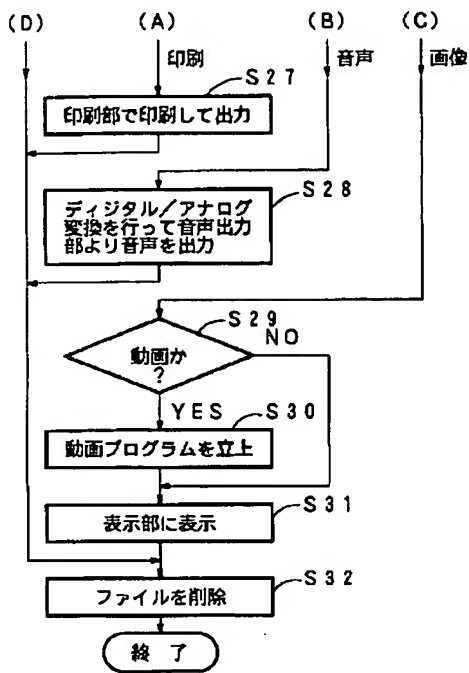 (D) (A) (B) (C)
印刷 音声 画像
S27
印刷部で印刷して出力
S28
ディジタル/アナログ
変換を行って音声出力
部より音声を出力
S29
動画か
?
NO
YES
S30
動画プログラムを立上
S31
表示部に表示
S32
ファイルを削除
終了